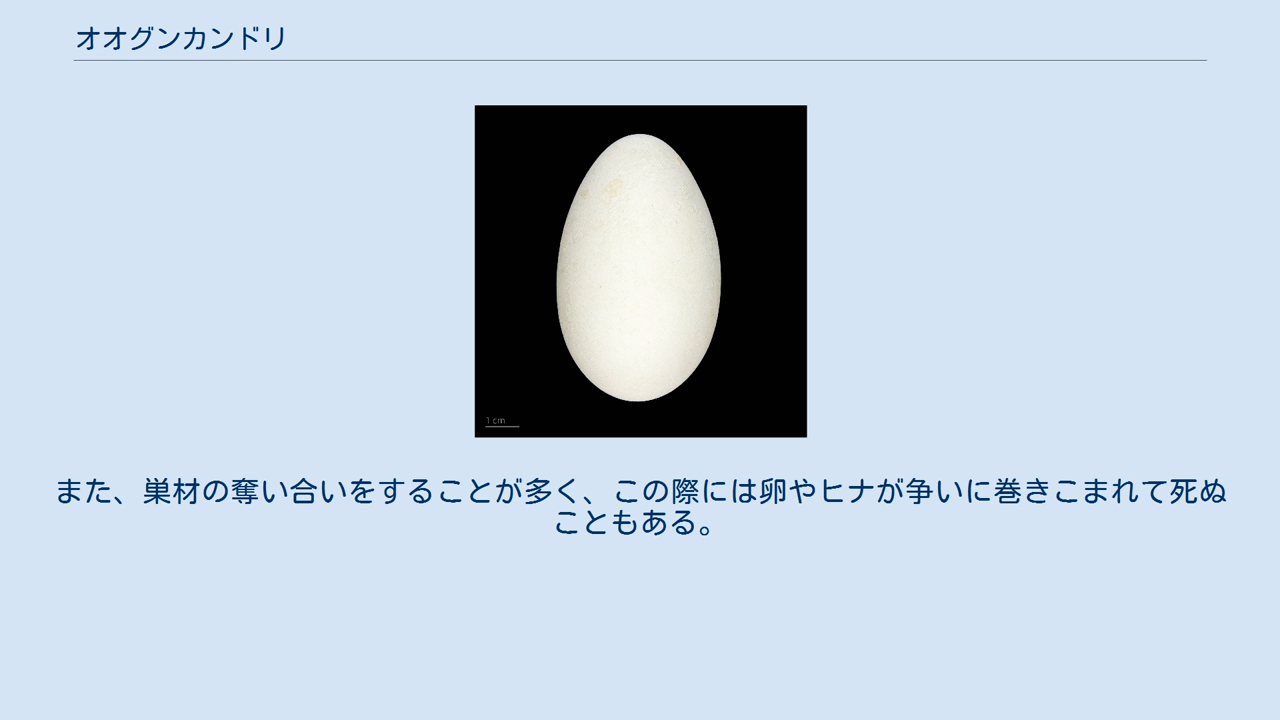 オオグンカンドリ
1 cm
また、巣材の奪い合いをすることが多く、この際には卵やヒナが争いに巻きこまれて死ぬ
こともある。